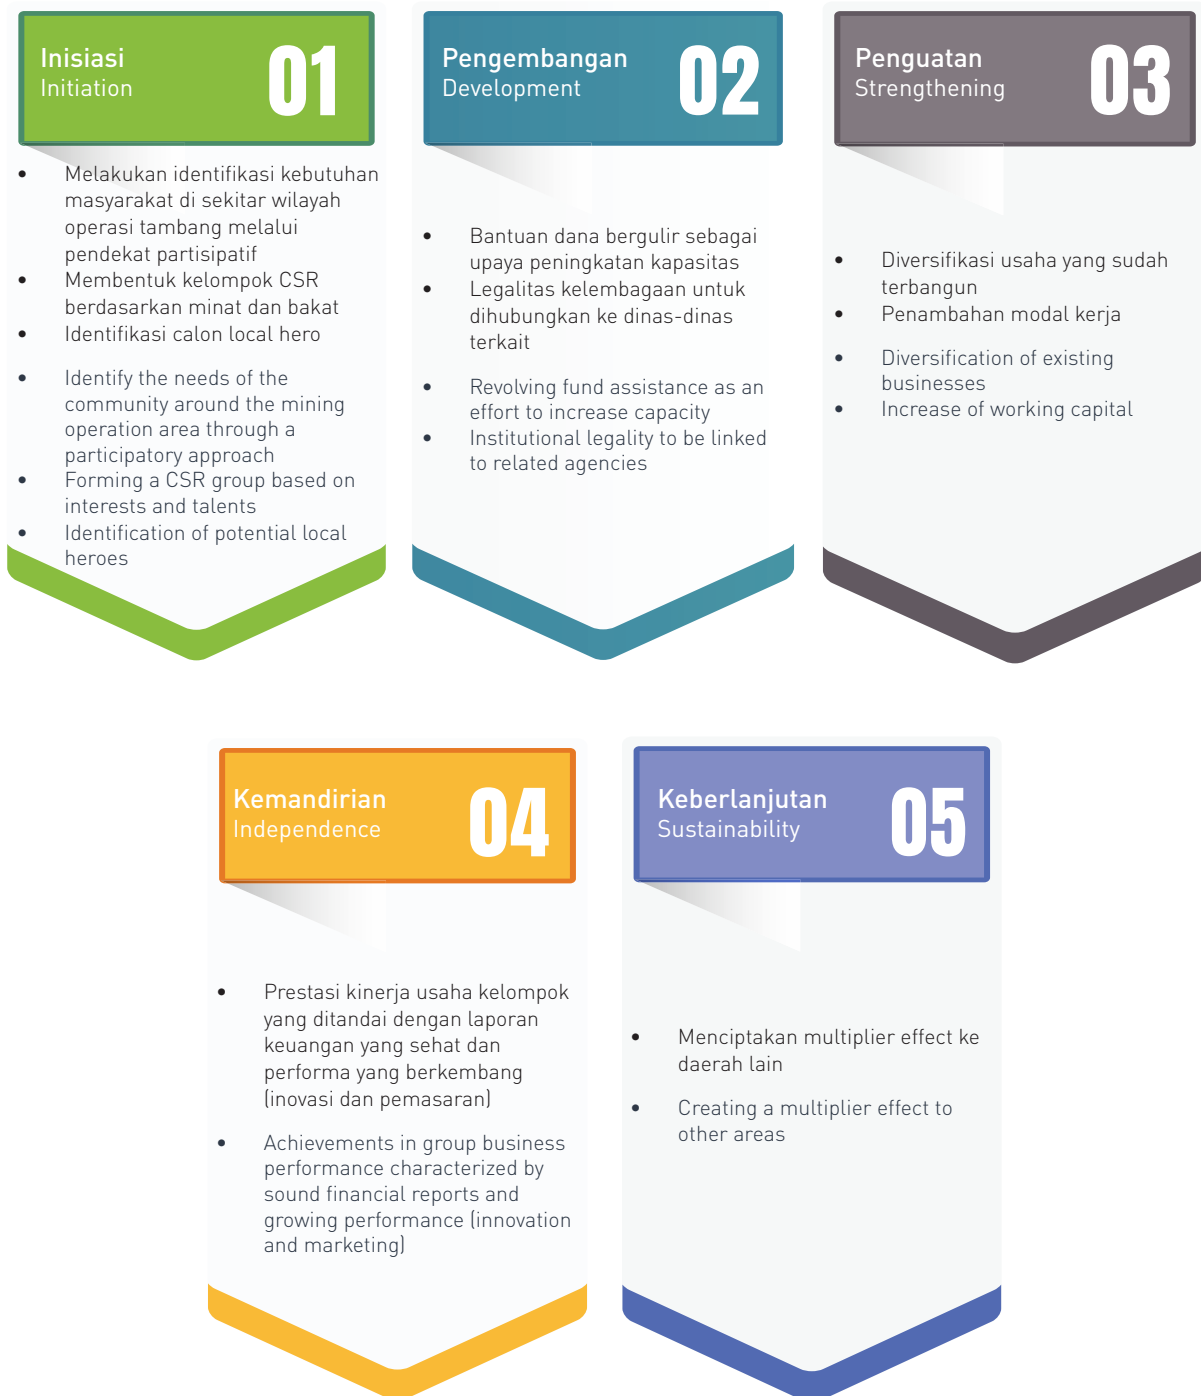 Inisiasi
Initiation
01
• Melakukan identifikasi kebutuhan
masyarakat di sekitar wilayah
operasi tambang melalui
pendekat partisipatif
• Membentuk kelompok CSR
berdasarkan minat dan bakat
• Identifikasi calon local hero
• Identify the needs of the
community around the mining
operation area through a
participatory approach
• Forming a CSR group based on
interests and talents
• Identification of potential local
heroes
Pengembangan
Development
02
• Bantuan dana bergulir sebagai
upaya peningkatan kapasitas
• Legalitas kelembagaan untuk
dihubungkan ke dinas-dinas
terkait
• Revolving fund assistance as an
effort to increase capacity
• Institutional legality to be linked
to related agencies
Penguatan
Strengthening
03
• Diversifikasi usaha yang sudah
terbangun
• Penambahan modal kerja
• Diversification of existing
businesses
• Increase of working capital
Kemandirian
Independence
04
• Prestasi kinerja usaha kelompok
yang ditandai dengan laporan
keuangan yang sehat dan
performa yang berkembang
(inovasi dan pemasaran)
• Achievements in group business
performance characterized by
sound financial reports and
growing performance (innovation
and marketing)
Keberlanjutan
Sustainability
05
• Menciptakan multiplier effect ke
daerah lain
• Creating a multiplier effect to
other areas